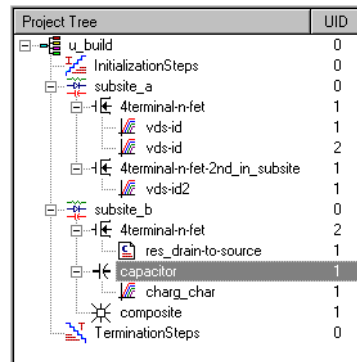 Project Tree UID
u_build 0
InitializationSteps 0
subsite_a 0
4terminal-n-fet 1
vds-id 1
vds-id 2
4terminal-n-fet-2nd_in_subsite 1
vds-id2 1
subsite_b 0
4terminal-n-fet 2
res_drain-to-source 1
capacitor 1
charg_char 1
composite 1
TerminationSteps 0